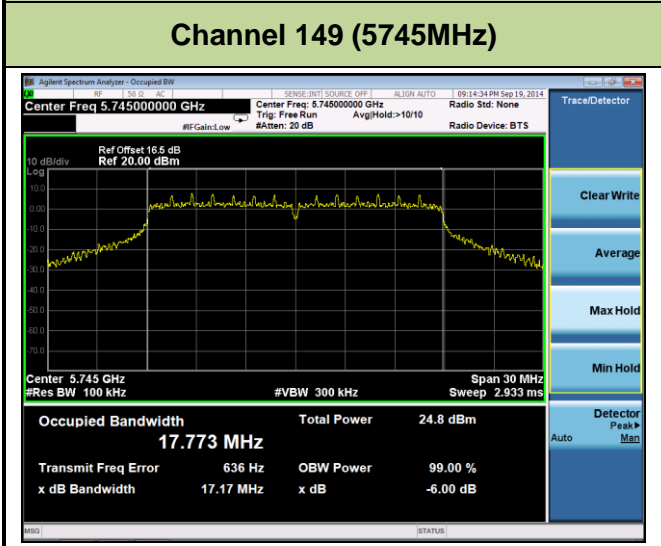 Channel 149 (5745MHz)
Agilent Spectrum Analyzer - Occupied BW
RF 50 Ω AC SENSE:INT SOURCE OFF ALIGN AUTO 09:14:34 PM Sep 19, 2014
Center Freq 5.745000000 GHz
Center Freq: 5.745000000 GHz Radio Std: None
Trig: Free Run Avg|Hold:>10/10
#IFGain:Low #Atten: 20 dB Radio Device: BTS
Trace/Detector
Ref Offset 16.5 dB
10 dB/div Ref 20.00 dBm
Log
10.0
0.00
-10.0
-20.0
-30.0
-40.0
-50.0
-60.0
-70.0
Clear Write
Average
Max Hold
Min Hold
Center 5.745 GHz Span 30 MHz
#Res BW 100 kHz #VBW 300 kHz Sweep 2.933 ms
Detector
Peak▶
Auto Man
Occupied Bandwidth Total Power 24.8 dBm
17.773 MHz
Transmit Freq Error 636 Hz OBW Power 99.00 %
x dB Bandwidth 17.17 MHz x dB -6.00 dB
MSG STATUS